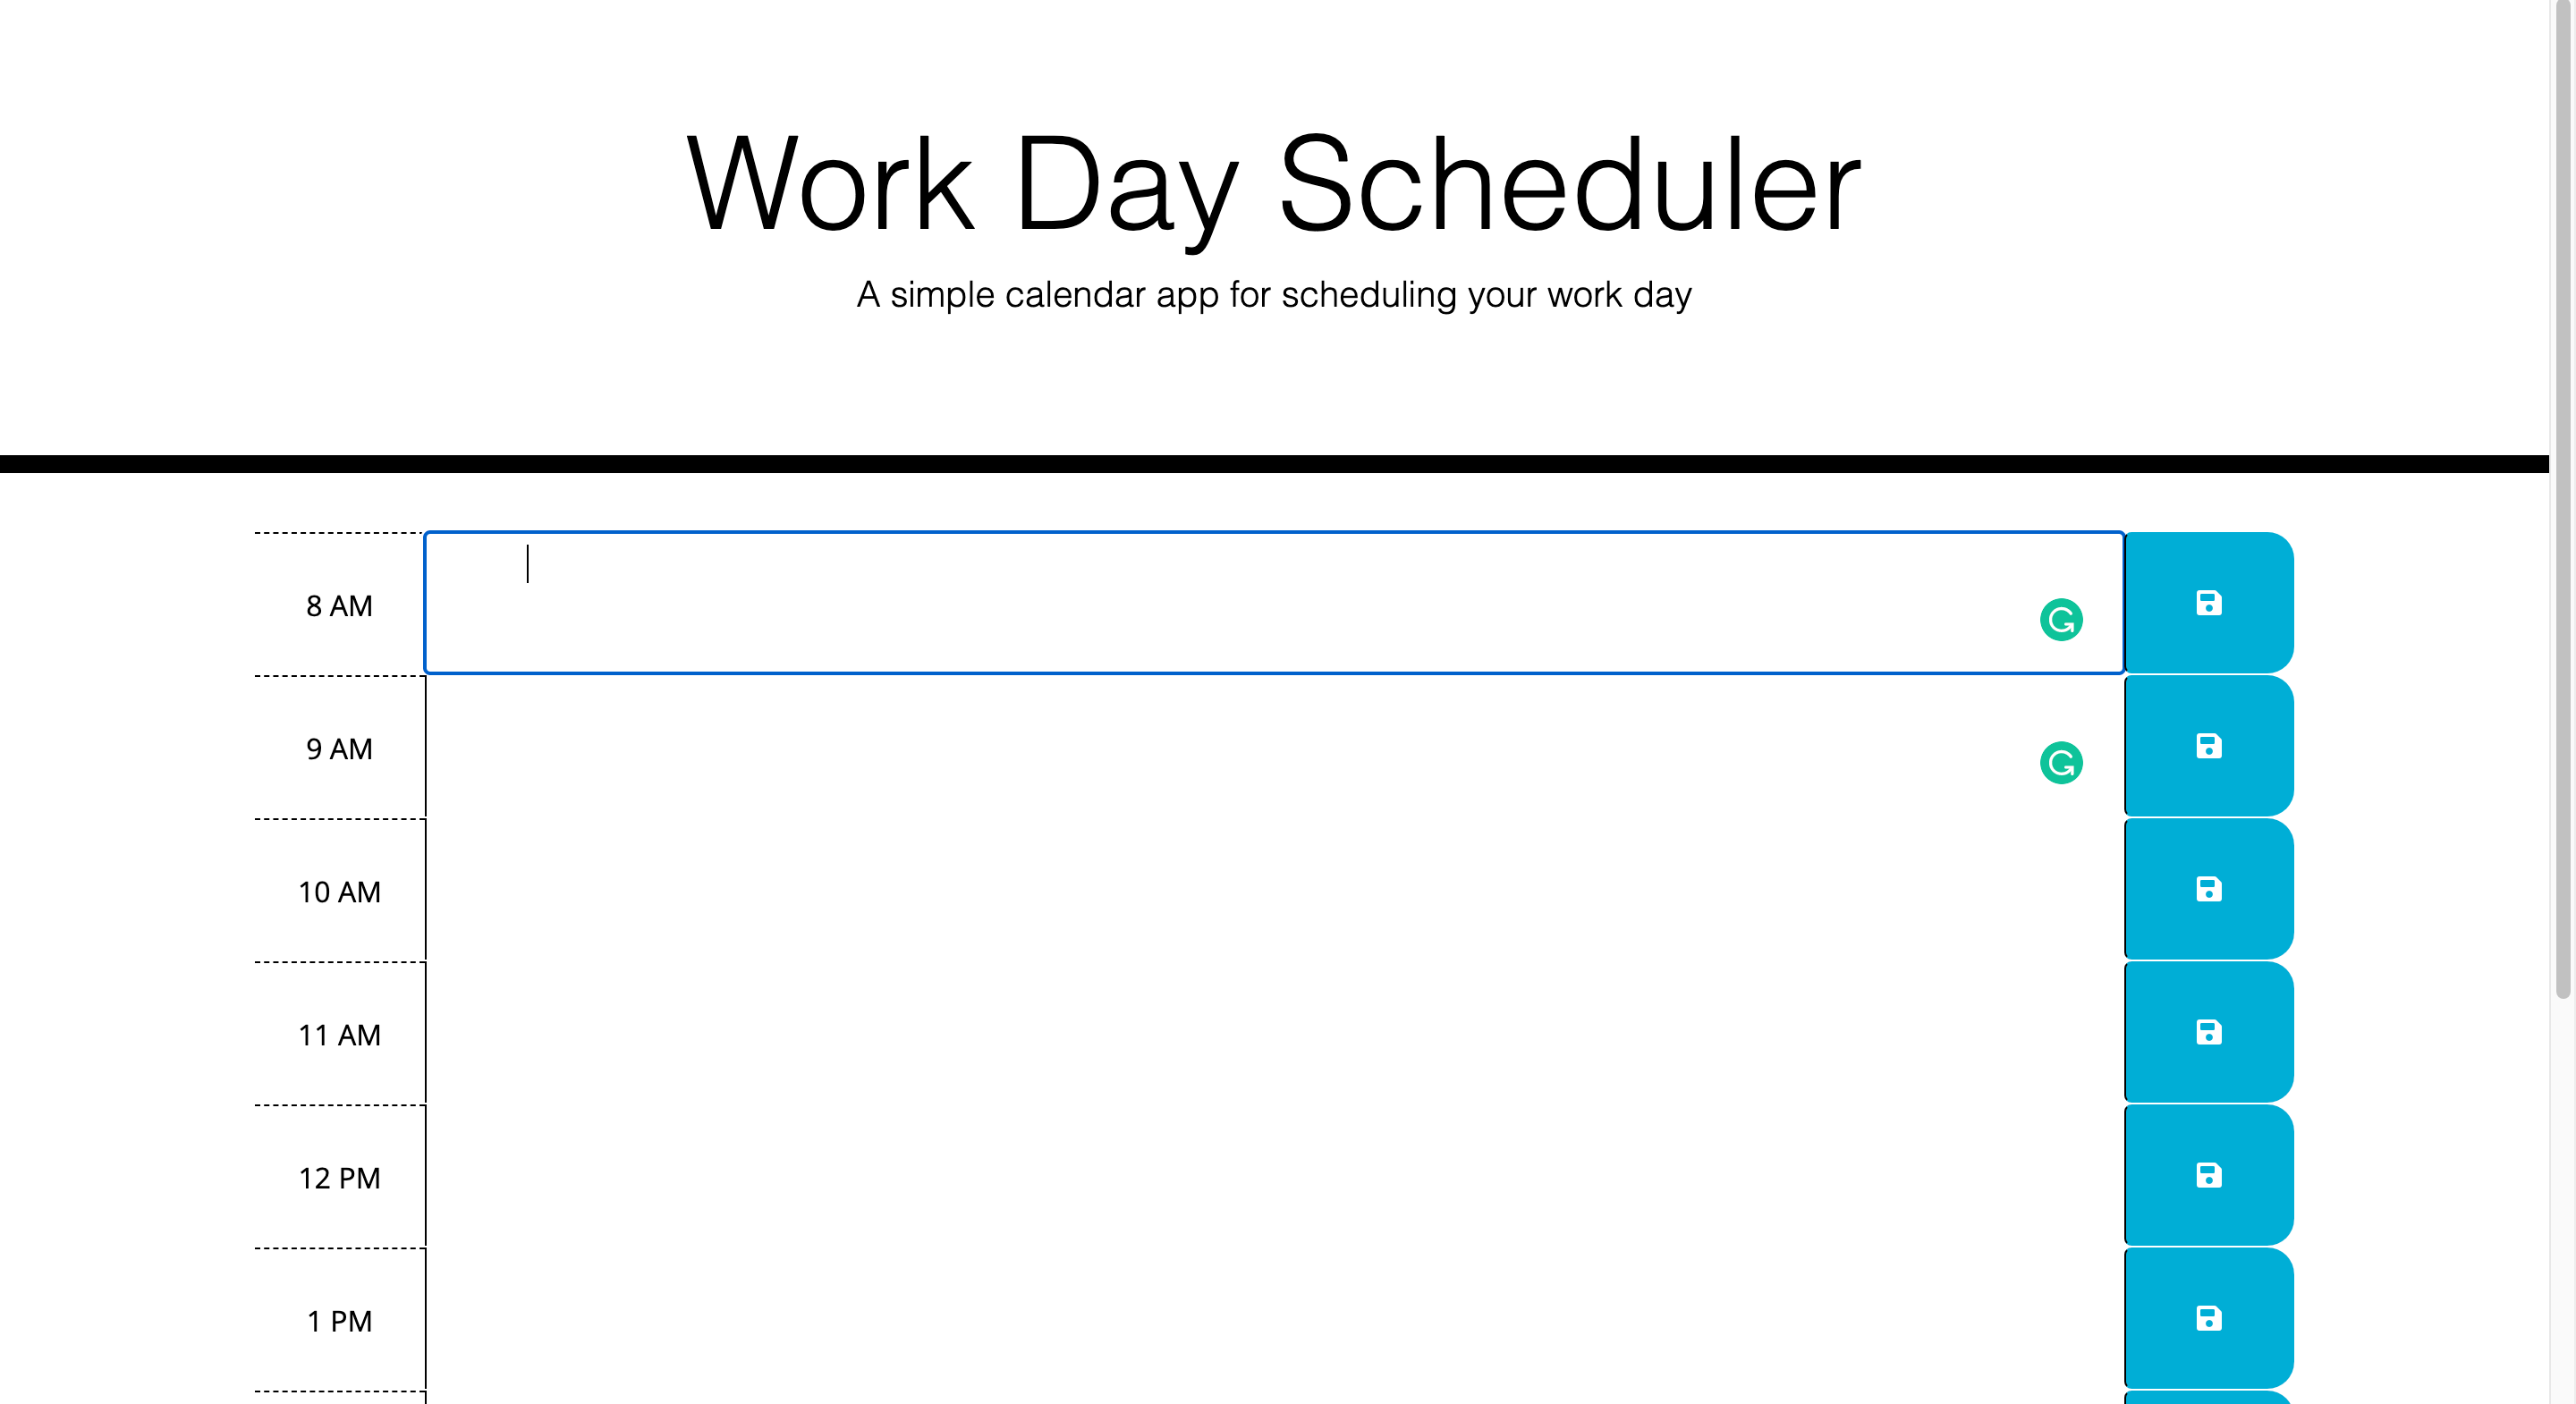 Work Day Scheduler
A simple calendar app for scheduling your work day
8 AM
9 AM
10 AM
11 AM
12 PM
1 PM